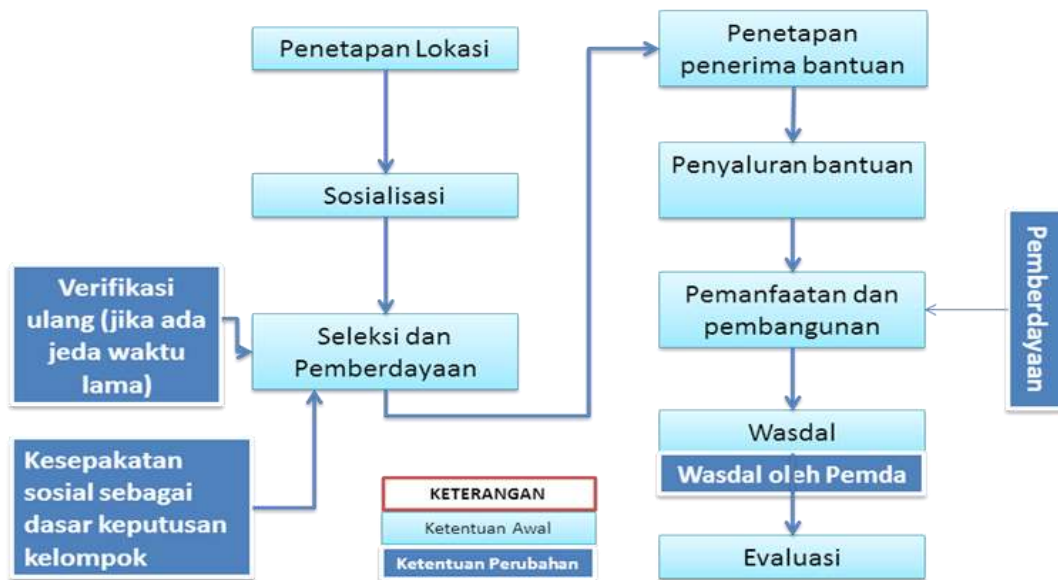 Penetapan Lokasi
Sosialisasi
Verifikasi
ulang (jika ada
jeda waktu
lama)
Seleksi dan
Pemberdayaan
Kesepakatan
sosial sebagai
dasar keputusan
kelompok
Penetapan
penerima bantuan
Penyaluran bantuan
Pemanfaatan dan
pembangunan
Pemberdayaan
Wasdal
Wasdal oleh Pemda
Evaluasi
KETERANGAN
Ketentuan Awal
Ketentuan Perubahan